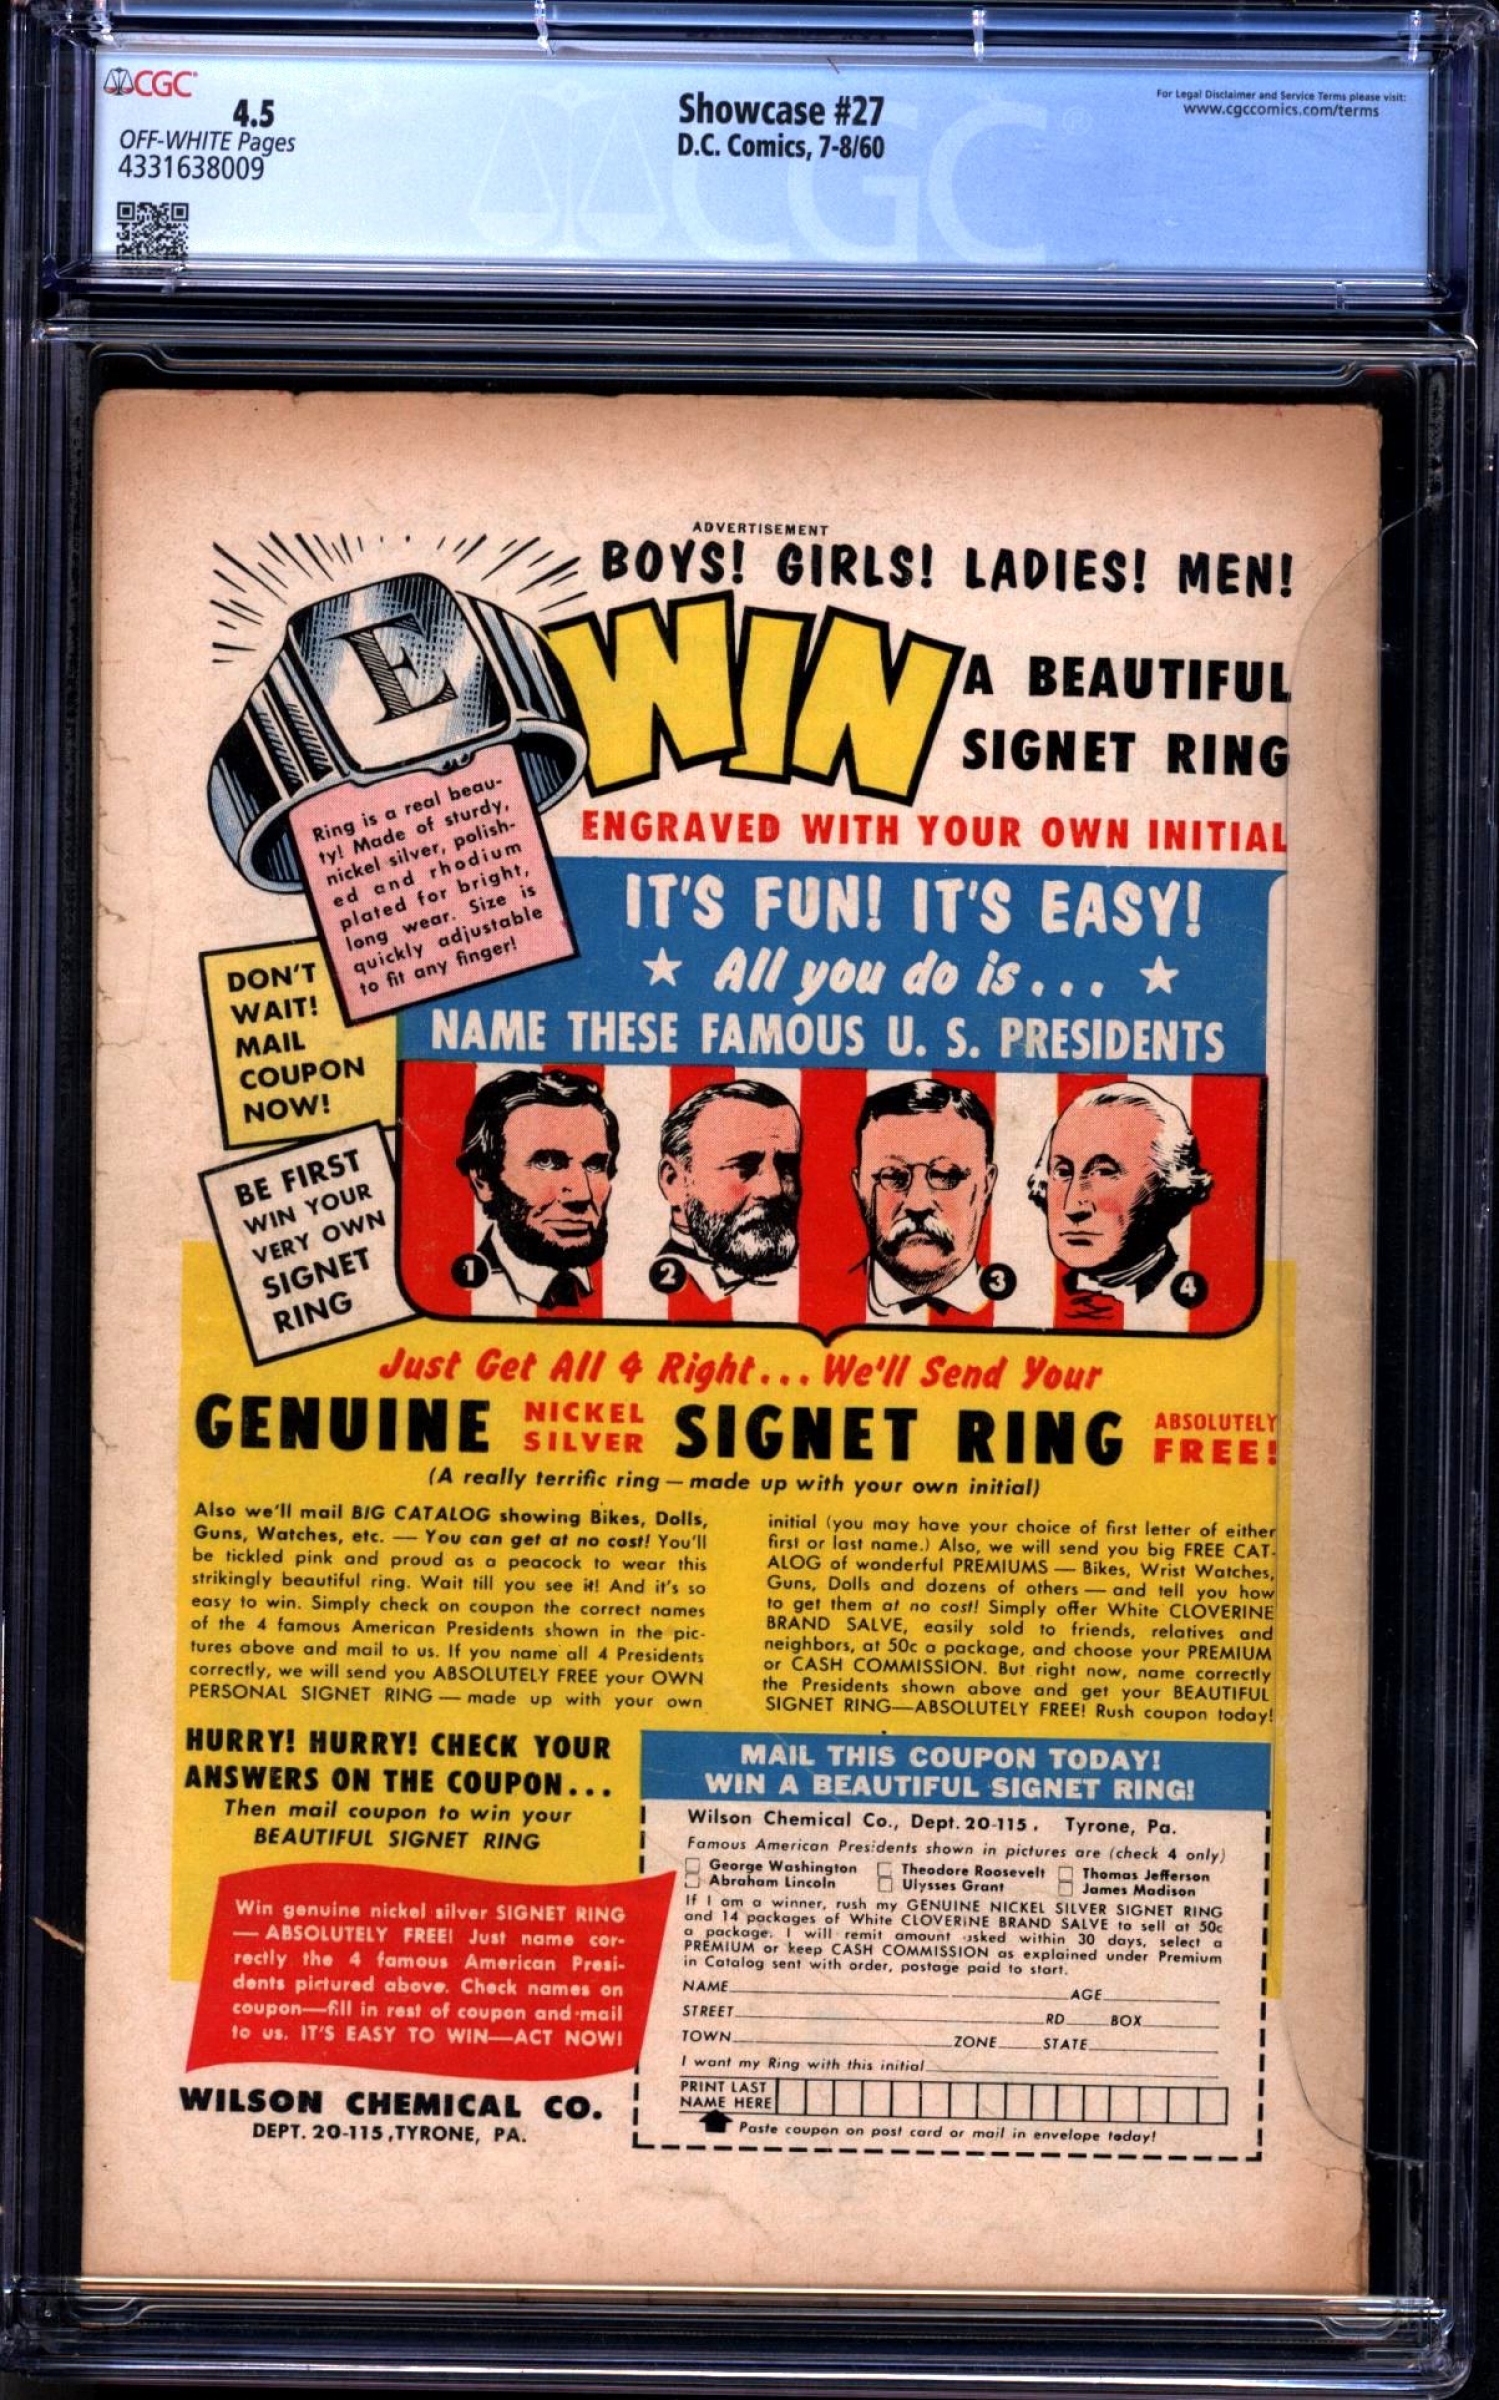 CGC
4.5
OFF-WHITE Pages
4331638009
Showcase #27
D.C. Comics, 7-8/60
For Legal Disclaimer and Service Terms please visit:
www.cgccomics.com/terms
CGC
ADVERTISEMENT
BOYS! GIRLS! LADIES! MEN!
E
WIN
A BEAUTIFUL
SIGNET RING
ENGRAVED WITH YOUR OWN INITIAL
Ring is a real beau-
ty! Made of sturdy,
nickel silver, polish-
ed and rhodium
plated for bright,
long wear. Size is
quickly adjustable
to fit any finger!
IT'S FUN! IT'S EASY!
★ All you do is... ★
NAME THESE FAMOUS U. S. PRESIDENTS
DON'T
WAIT!
MAIL
COUPON
NOW!
BE FIRST
WIN YOUR
VERY OWN
SIGNET
RING
1
2
3
4
Just Get All 4 Right... We'll Send Your
GENUINE NICKEL SILVER SIGNET RING ABSOLUTELY FREE!
(A really terrific ring — made up with your own initial)
Also we'll mail BIG CATALOG showing Bikes, Dolls,
Guns, Watches, etc. — You can get at no cost! You'll
be tickled pink and proud as a peacock to wear this
strikingly beautiful ring. Wait till you see it! And it's so
easy to win. Simply check on coupon the correct names
of the 4 famous American Presidents shown in the pic-
tures above and mail to us. If you name all 4 Presidents
correctly, we will send you ABSOLUTELY FREE your OWN
PERSONAL SIGNET RING — made up with your own
initial (you may have your choice of first letter of either
first or last name.) Also, we will send you big FREE CAT-
ALOG of wonderful PREMIUMS — Bikes, Wrist Watches,
Guns, Dolls and dozens of others — and tell you how
to get them at no cost! Simply offer White CLOVERINE
BRAND SALVE, easily sold to friends, relatives and
neighbors, at 50c a package, and choose your PREMIUM
or CASH COMMISSION. But right now, name correctly
the Presidents shown above and get your BEAUTIFUL
SIGNET RING—ABSOLUTELY FREE! Rush coupon today!
HURRY! HURRY! CHECK YOUR
ANSWERS ON THE COUPON...
Then mail coupon to win your
BEAUTIFUL SIGNET RING
Win genuine nickel silver SIGNET RING
— ABSOLUTELY FREE! Just name cor-
rectly the 4 famous American Presi-
dents pictured above. Check names on
coupon—fill in rest of coupon and mail
to us. IT'S EASY TO WIN—ACT NOW!
WILSON CHEMICAL CO.
DEPT. 20-115, TYRONE, PA.
MAIL THIS COUPON TODAY!
WIN A BEAUTIFUL SIGNET RING!
Wilson Chemical Co., Dept. 20-115, Tyrone, Pa.
Famous American Presidents shown in pictures are (check 4 only)
George Washington Theodore Roosevelt Thomas Jefferson
Abraham Lincoln Ulysses Grant James Madison
If I am a winner, rush my GENUINE NICKEL SILVER SIGNET RING
and 14 packages of White CLOVERINE BRAND SALVE to sell at 50c
a package. I will remit amount asked within 30 days, select a
PREMIUM or keep CASH COMMISSION as explained under Premium
in Catalog sent with order, postage paid to start.
NAME AGE
STREET RD BOX
TOWN ZONE STATE
I want my Ring with this initial
PRINT LAST
NAME HERE
Paste coupon on post card or mail in envelope today!